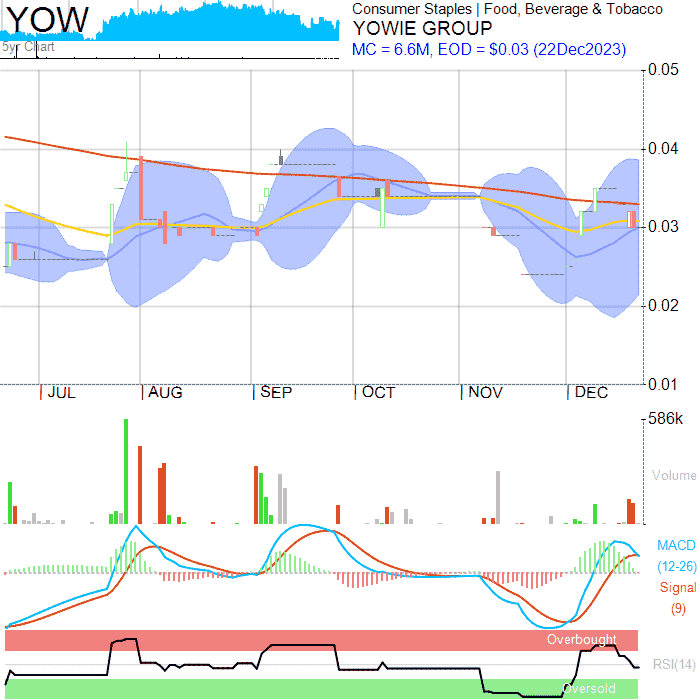 YOW
5yr Chart
Consumer Staples | Food, Beverage & Tobacco
YOWIE GROUP
MC = 6.6M, EOD = $0.03 (22Dec2023)
0.05
0.04
0.03
0.02
0.01
JUL AUG SEP OCT NOV DEC
586k
Volume
MACD
(12-26)
Signal
(9)
Overbought
RSI(14)
Oversold